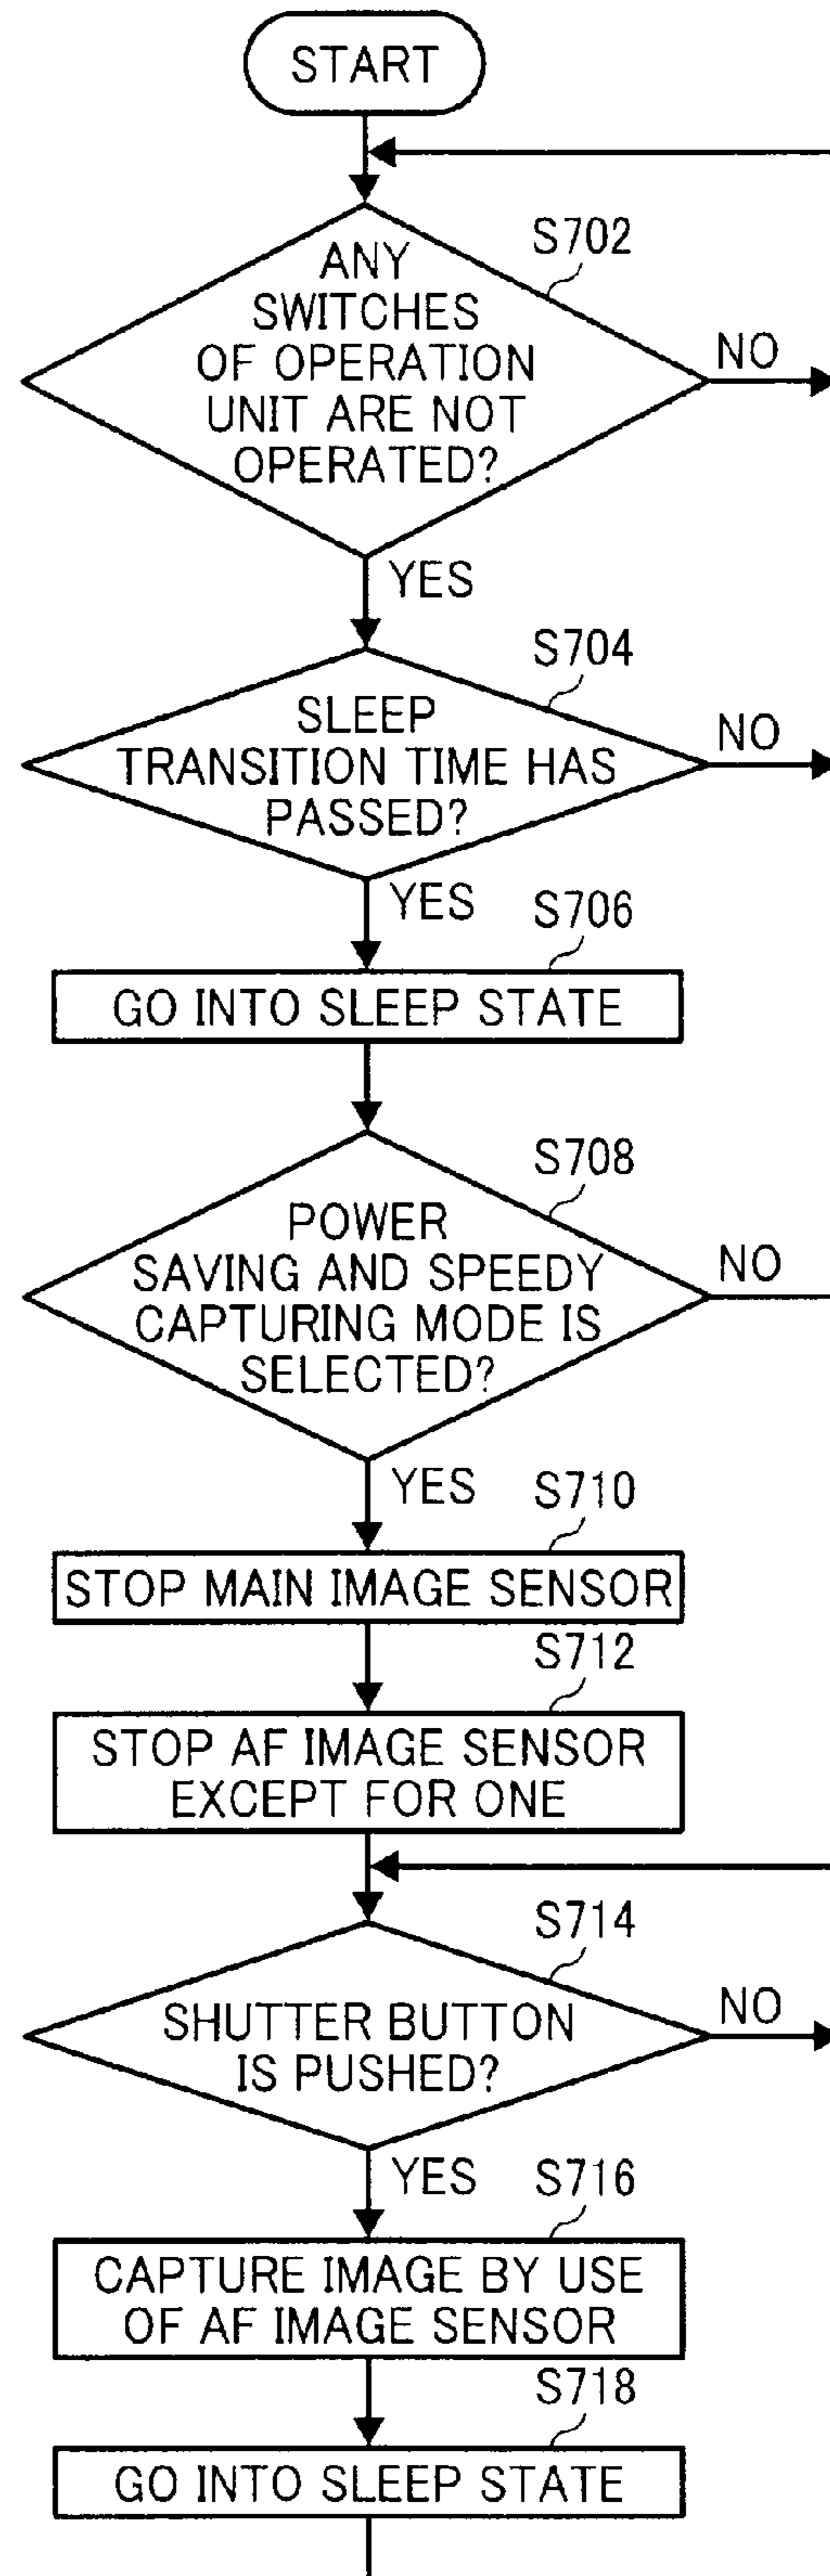 START
S702
ANY
SWITCHES
OF OPERATION
UNIT ARE NOT
OPERATED?
NO
YES
S704
SLEEP
TRANSITION TIME HAS
PASSED?
NO
YES
S706
GO INTO SLEEP STATE
S708
POWER
SAVING AND SPEEDY
CAPTURING MODE IS
SELECTED?
NO
YES
S710
STOP MAIN IMAGE SENSOR
S712
STOP AF IMAGE SENSOR
EXCEPT FOR ONE
S714
SHUTTER BUTTON
IS PUSHED?
NO
YES
S716
CAPTURE IMAGE BY USE
OF AF IMAGE SENSOR
S718
GO INTO SLEEP STATE